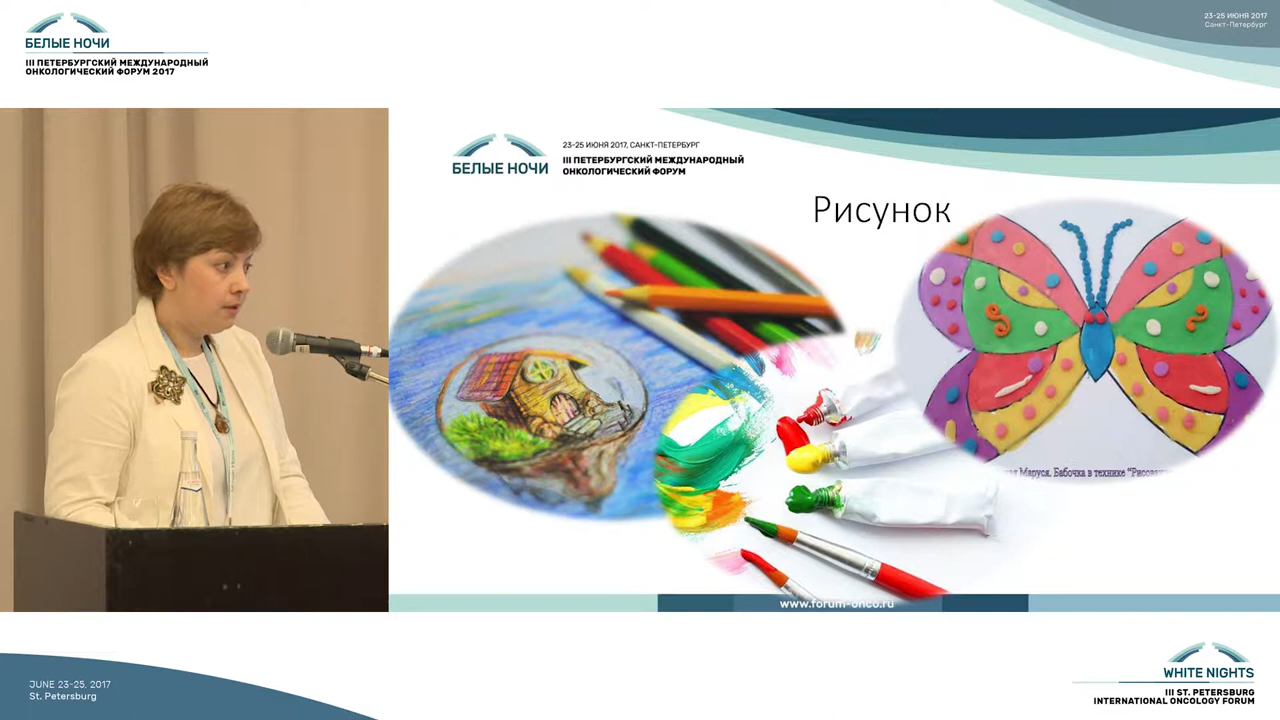 БЕЛЫЕ НОЧИ
III ПЕТЕРБУРГСКИЙ МЕЖДУНАРОДНЫЙ
ОНКОЛОГИЧЕСКИЙ ФОРУМ 2017
23-25 ИЮНЯ 2017
Санкт-Петербург
БЕЛЫЕ НОЧИ
23-25 ИЮНЯ 2017, САНКТ-ПЕТЕРБУРГ
III ПЕТЕРБУРГСКИЙ МЕЖДУНАРОДНЫЙ
ОНКОЛОГИЧЕСКИЙ ФОРУМ
Рисунок
Маруся, Бабочка в технике
www.forum-onco.ru
JUNE 23-25, 2017
St. Petersburg
WHITE NIGHTS
III ST. PETERSBURG
INTERNATIONAL ONCOLOGY FORUM